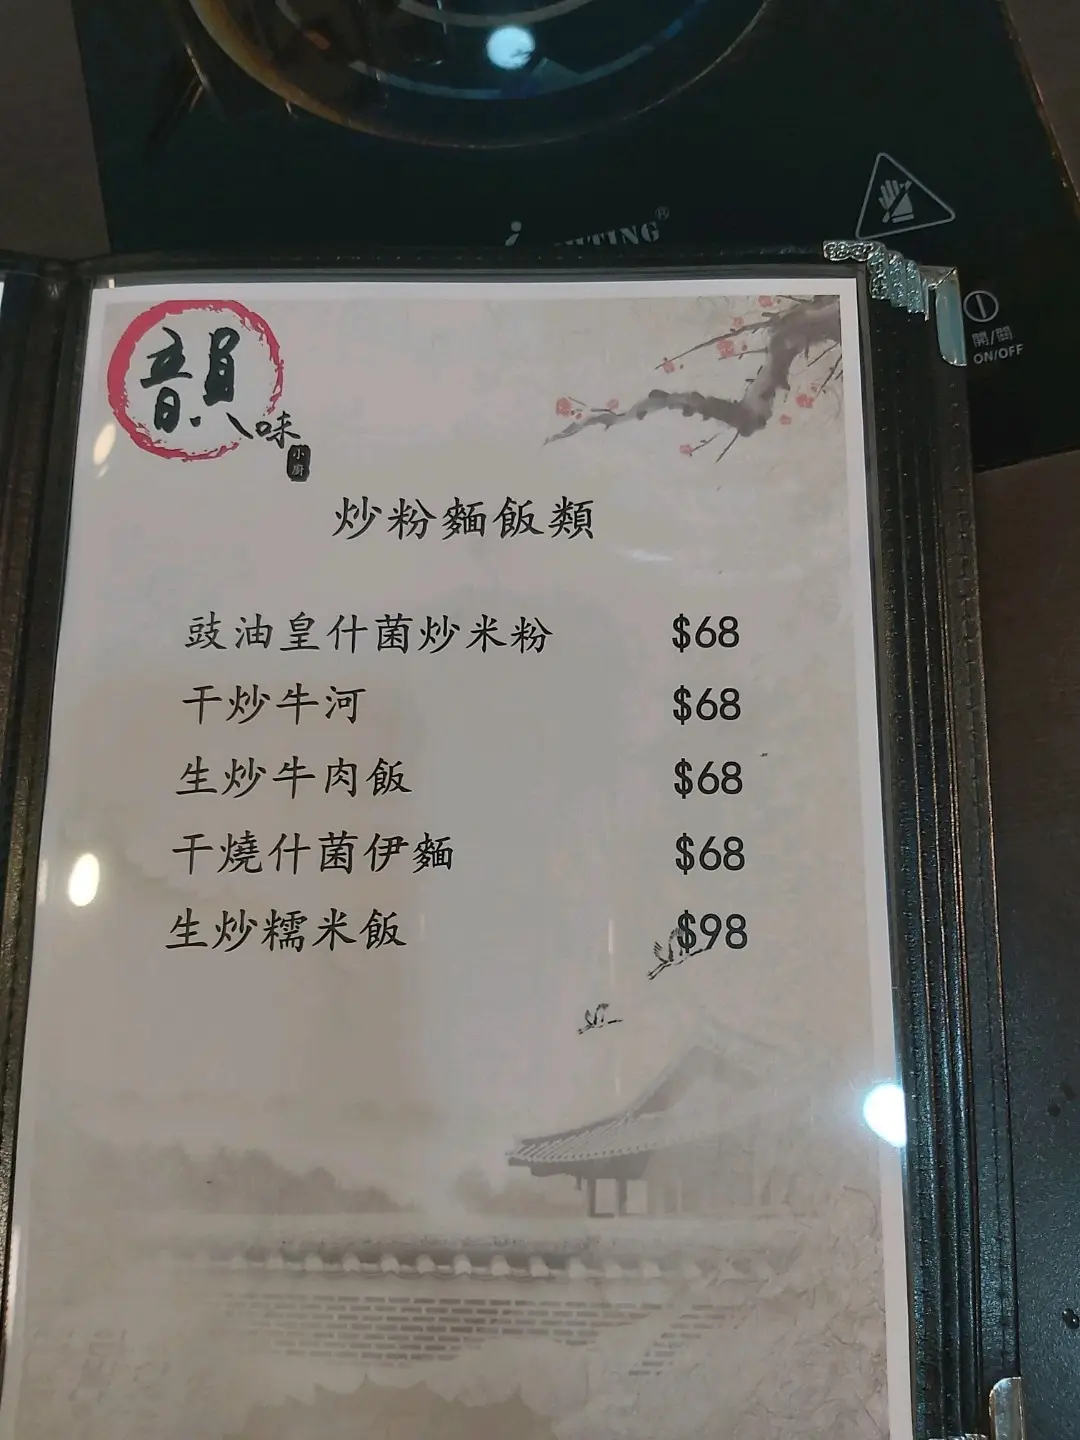 韻味
小廚
炒粉麵飯類
豉油皇什菌炒米粉 $68
干炒牛河 $68
生炒牛肉飯 $68
干燒什菌伊麵 $68
生炒糯米飯 $98
開/關
ON/OFF